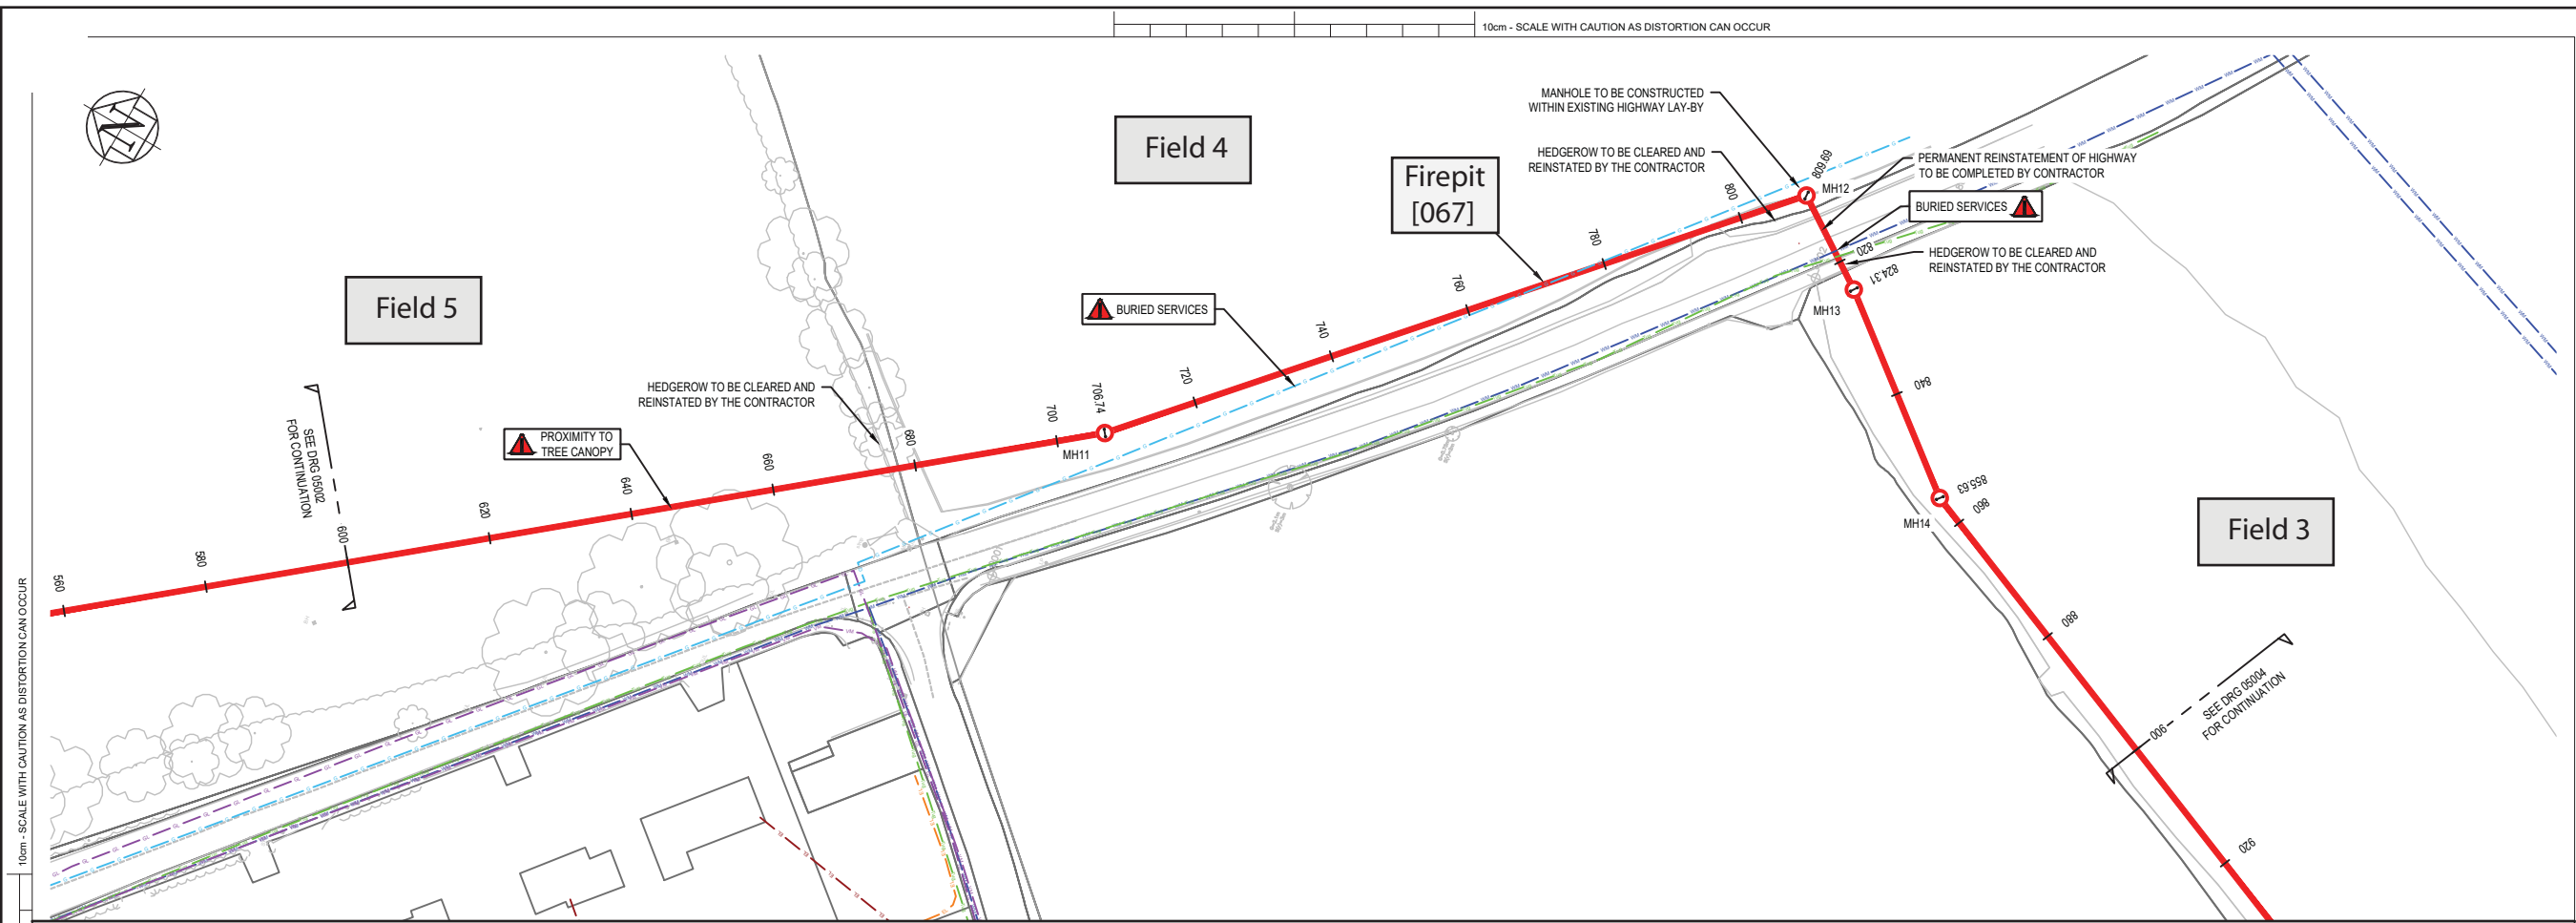 10cm - SCALE WITH CAUTION AS DISTORTION CAN OCCUR
N
Field 4
Field 5
Firepit
[067]
Field 3
MANHOLE TO BE CONSTRUCTED
WITHIN EXISTING HIGHWAY LAY-BY
HEDGEROW TO BE CLEARED AND
REINSTATED BY THE CONTRACTOR
809.69
MH12
PERMANENT REINSTATEMENT OF HIGHWAY
TO BE COMPLETED BY CONTRACTOR
BURIED SERVICES
HEDGEROW TO BE CLEARED AND
REINSTATED BY THE CONTRACTOR
800
820
824.31
MH13
780
760
740
720
BURIED SERVICES
HEDGEROW TO BE CLEARED AND
REINSTATED BY THE CONTRACTOR
706.74
700
MH11
680
660
640
620
600
580
560
PROXIMITY TO
TREE CANOPY
SEE DRG 05002
FOR CONTINUATION
840
855.63
860
MH14
880
900
920
SEE DRG 05004
FOR CONTINUATION
10cm - SCALE WITH CAUTION AS DISTORTION CAN OCCUR